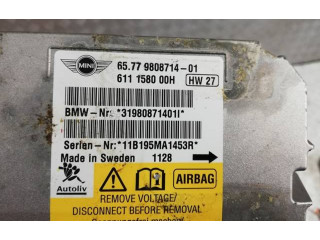 MINI
65.77 9808714-01
611 1580 00H HW 27
BMW-Nr: *31980871401I*
Serien-Nr: *11B195MA1453R*
Made in Sweden 1128
Autoliv
AIRBAG
REMOVE VOLTAGE/
DISCONNECT BEFORE REMOVAL